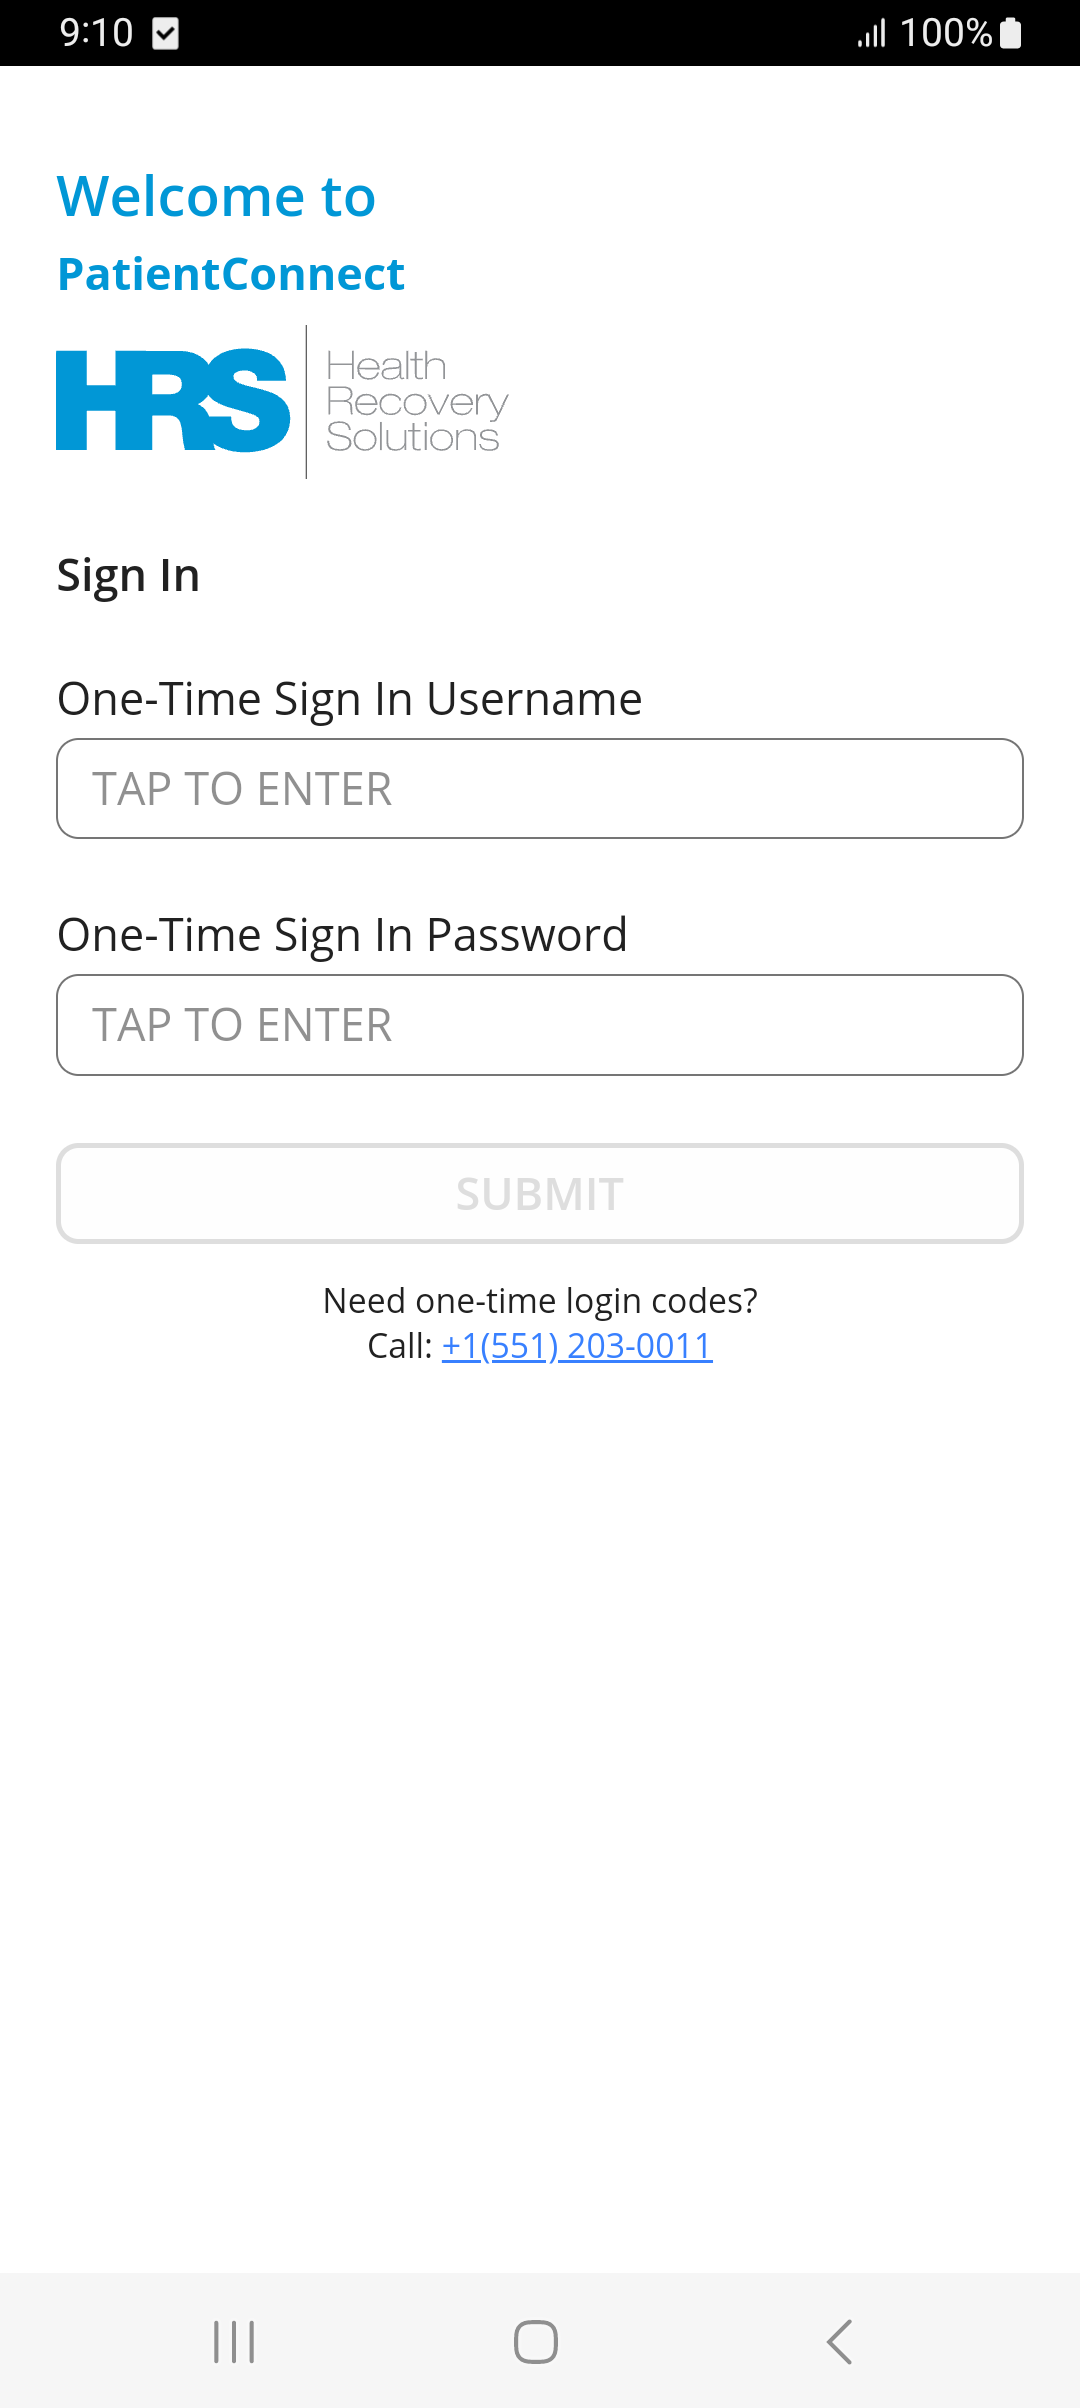 9:10
100%
Welcome to
PatientConnect
HRS
Health
Recovery
Solutions
Sign In
One-Time Sign In Username
TAP TO ENTER
One-Time Sign In Password
TAP TO ENTER
SUBMIT
Need one-time login codes?
Call: +1(551) 203-0011